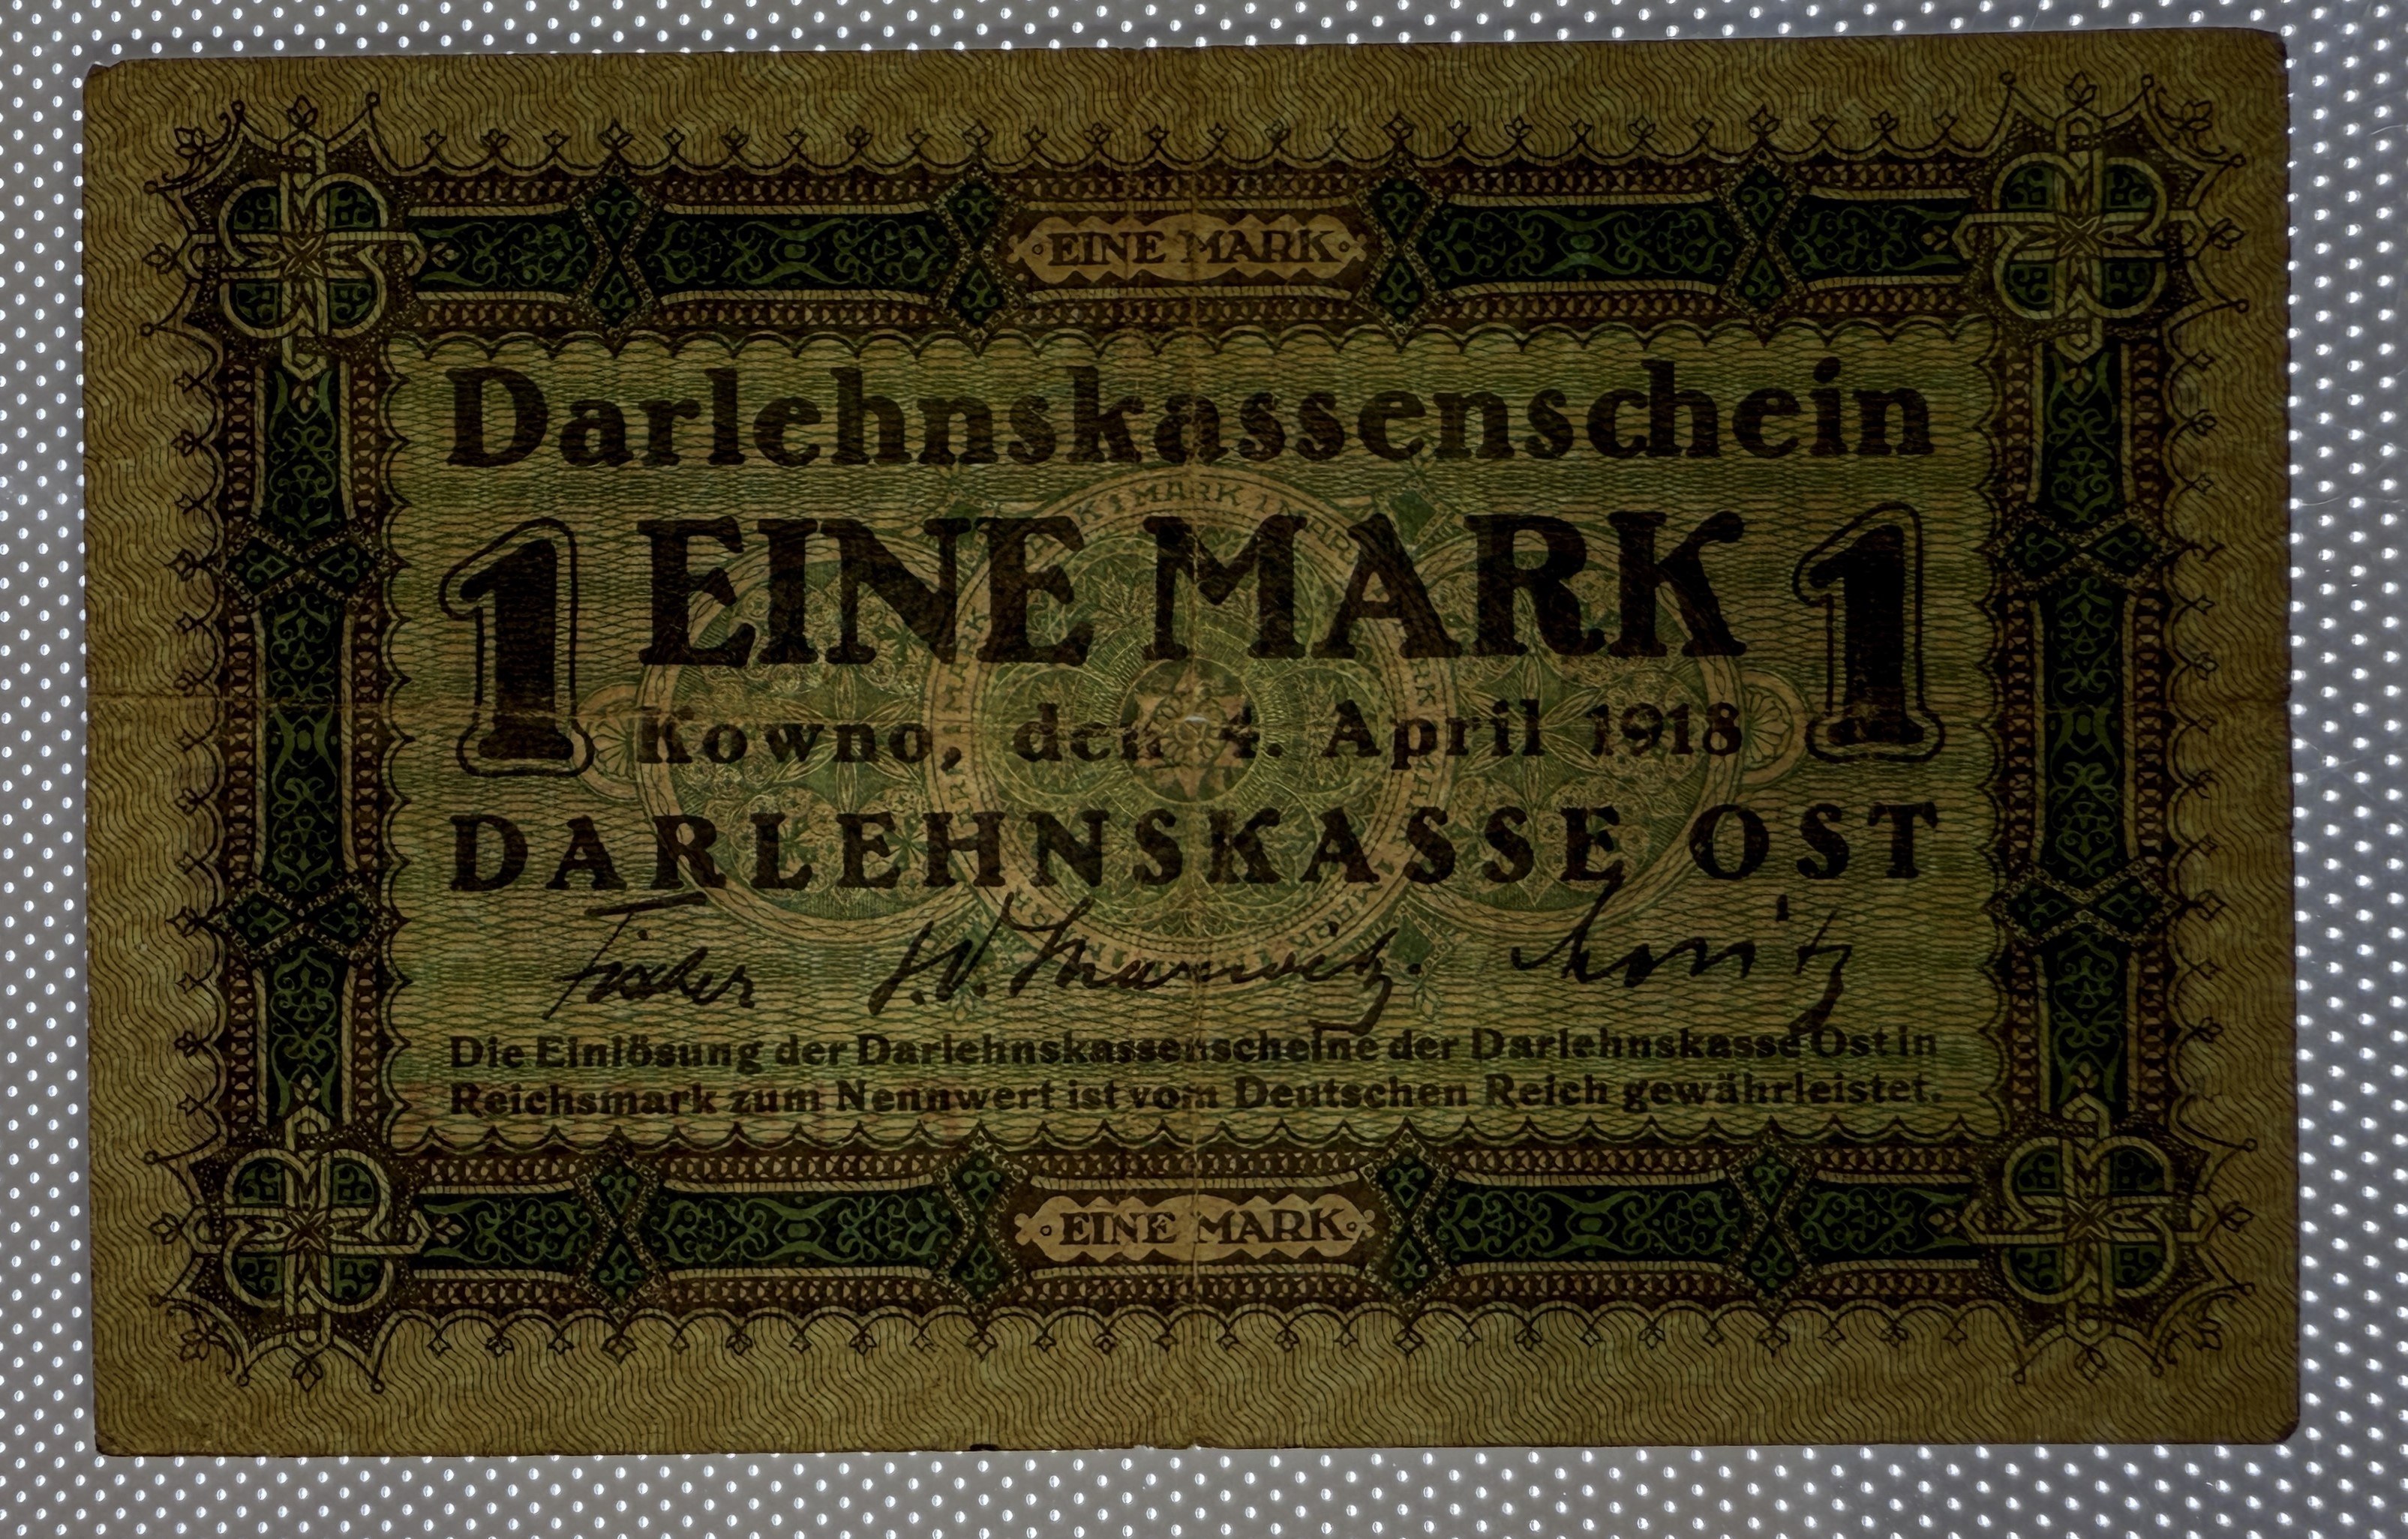 EINE MARK
Darlehnskassenschein
1 EINE MARK 1
Kowno, den 4. April 1918
DARLEHNSKASSE OST
Fischer
Die Einlösung der Darlehnskassenscheine der Darlehnskasse Ost in
Reichsmark zum Nennwert ist vom Deutschen Reich gewährleistet.
EINE MARK